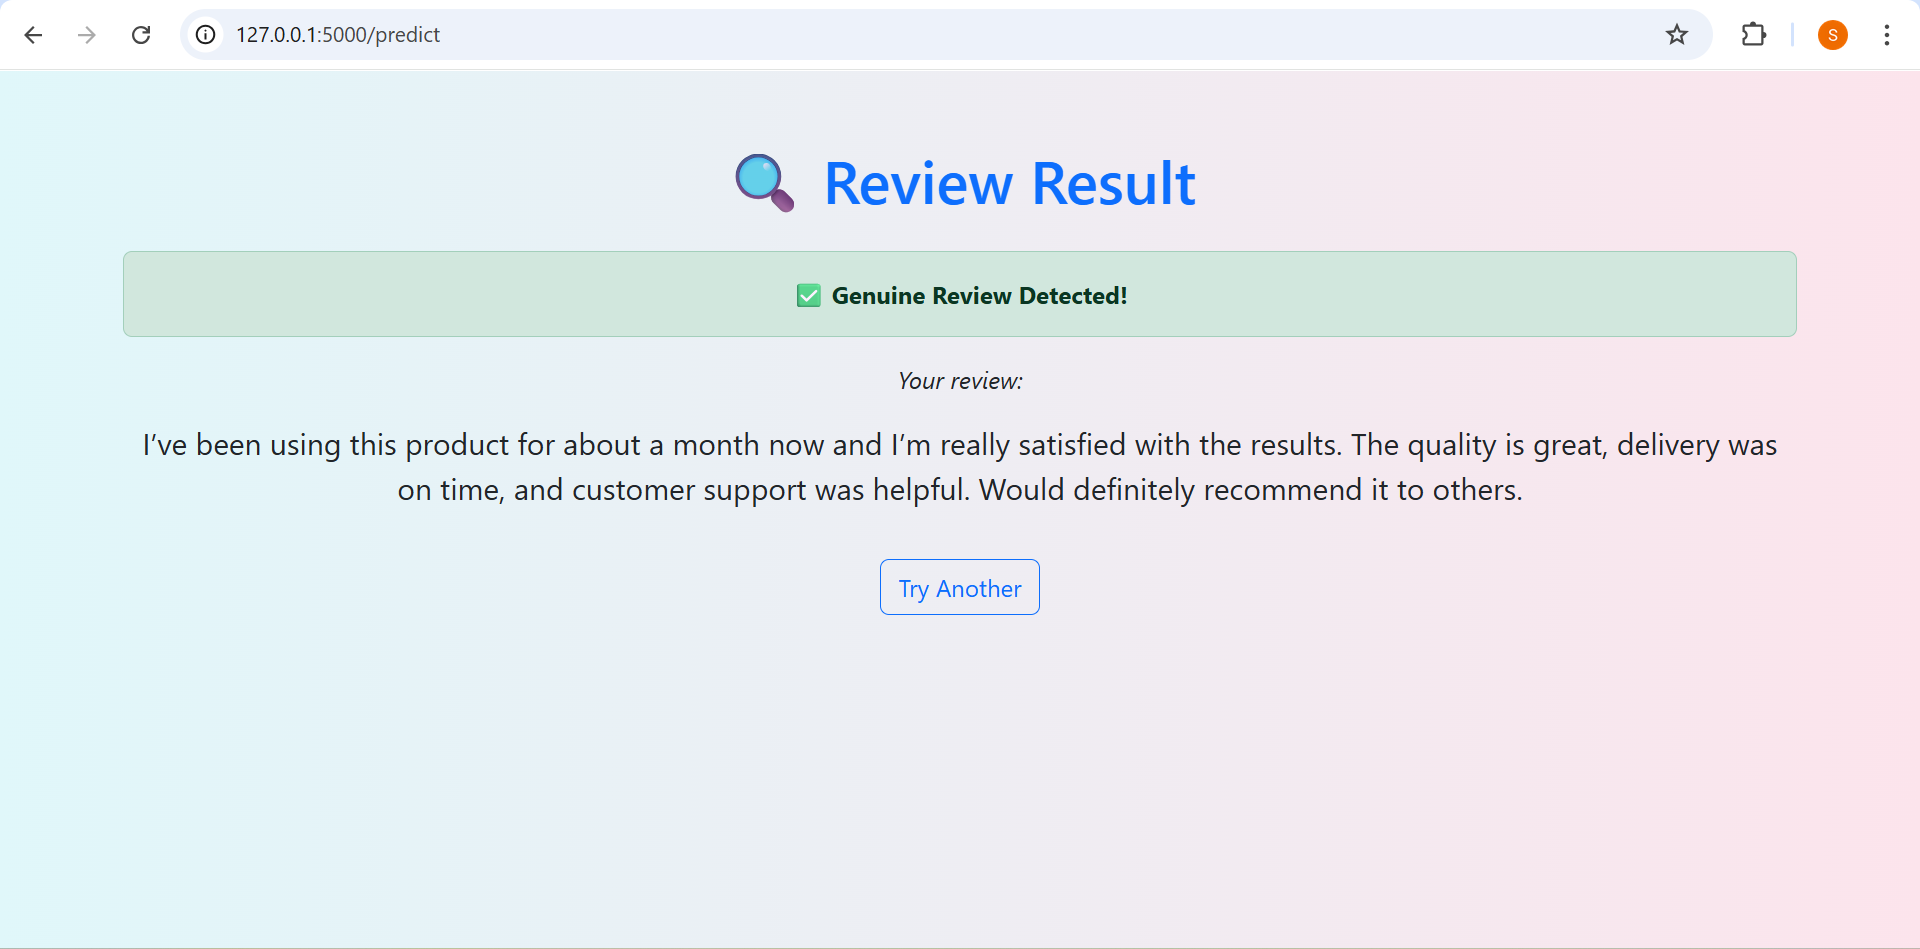 127.0.0.1:5000/predict
S
Review Result
Genuine Review Detected!
Your review:
I’ve been using this product for about a month now and I’m really satisfied with the results. The quality is great, delivery was
on time, and customer support was helpful. Would definitely recommend it to others.
Try Another